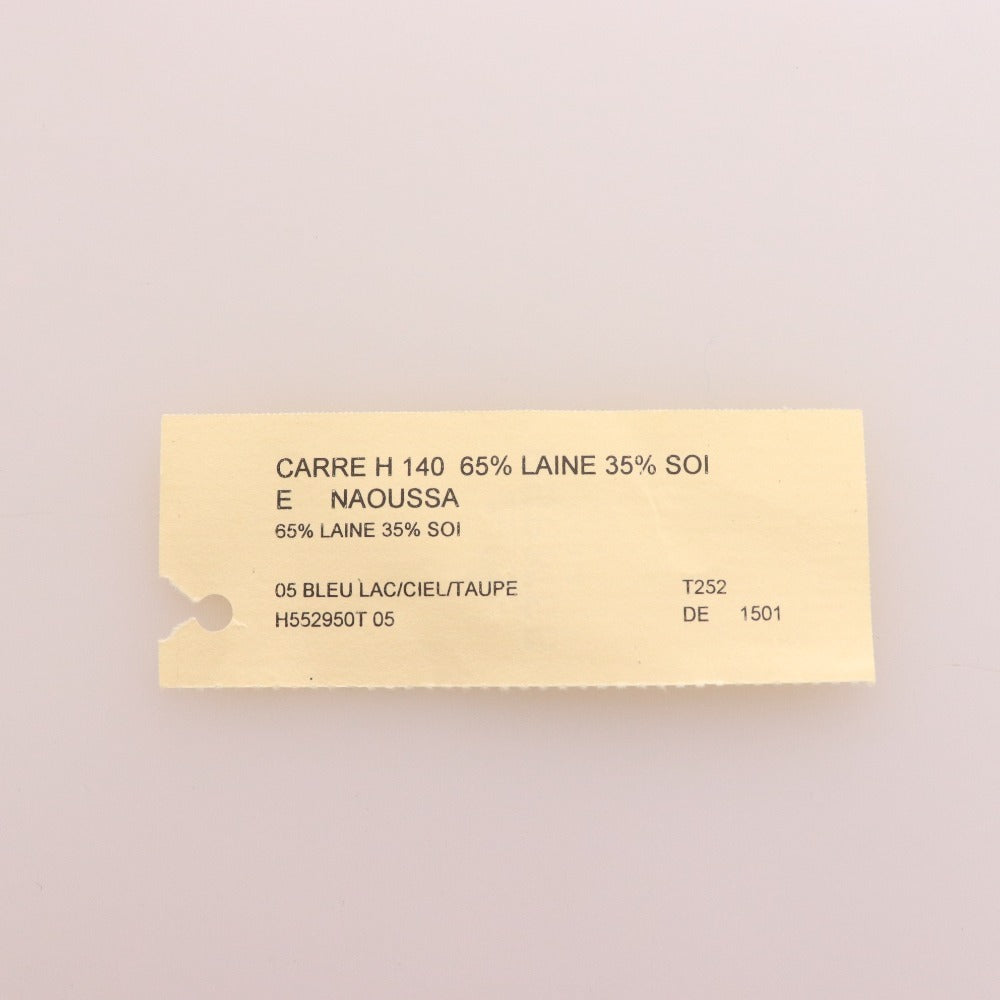 CARRE H 140 65% LAINE 35% SOI
E NAOUSSA
65% LAINE 35% SOI
05 BLEU LAC/CIEL/TAUPE T252
H552950T 05 DE 1501